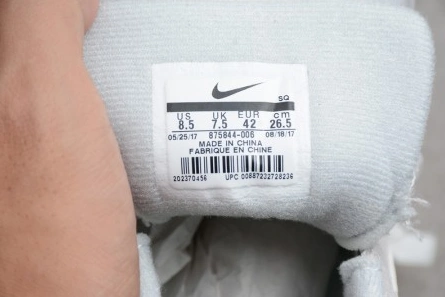 SQ
US UK EUR cm
8.5 7.5 42 26.5
05/25/17 875844-006 08/18/17
MADE IN CHINA
FABRIQUE EN CHINE
202370456 UPC 00887232728236